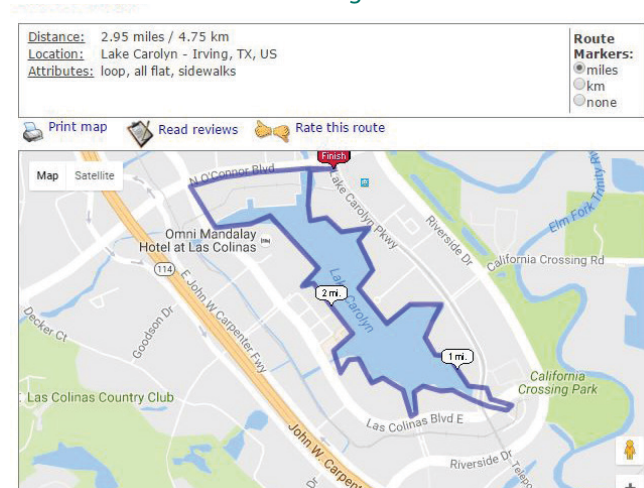 Distance: 2.95 miles / 4.75 km
Location: Lake Carolyn - Irving, TX, US
Attributes: loop, all flat, sidewalks
Route
Markers:
miles
km
none
Print map
Read reviews
Rate this route
Map
Satellite
Finish
N O'Connor Blvd
Lake Carolyn Pkwy
Elm Fork Trinity Riv
Riverside Dr
Omni Mandalay
Hotel at Las Colinas
California Crossing Rd
114
E John W Carpenter Fwy
Lake Carolyn
2 mi.
Decker Ct
Goodson Dr
1 mi.
California
Crossing Park
Las Colinas Country Club
Las Colinas Blvd E
John W. Carpent
Riverside Dr
Telepo
Dr